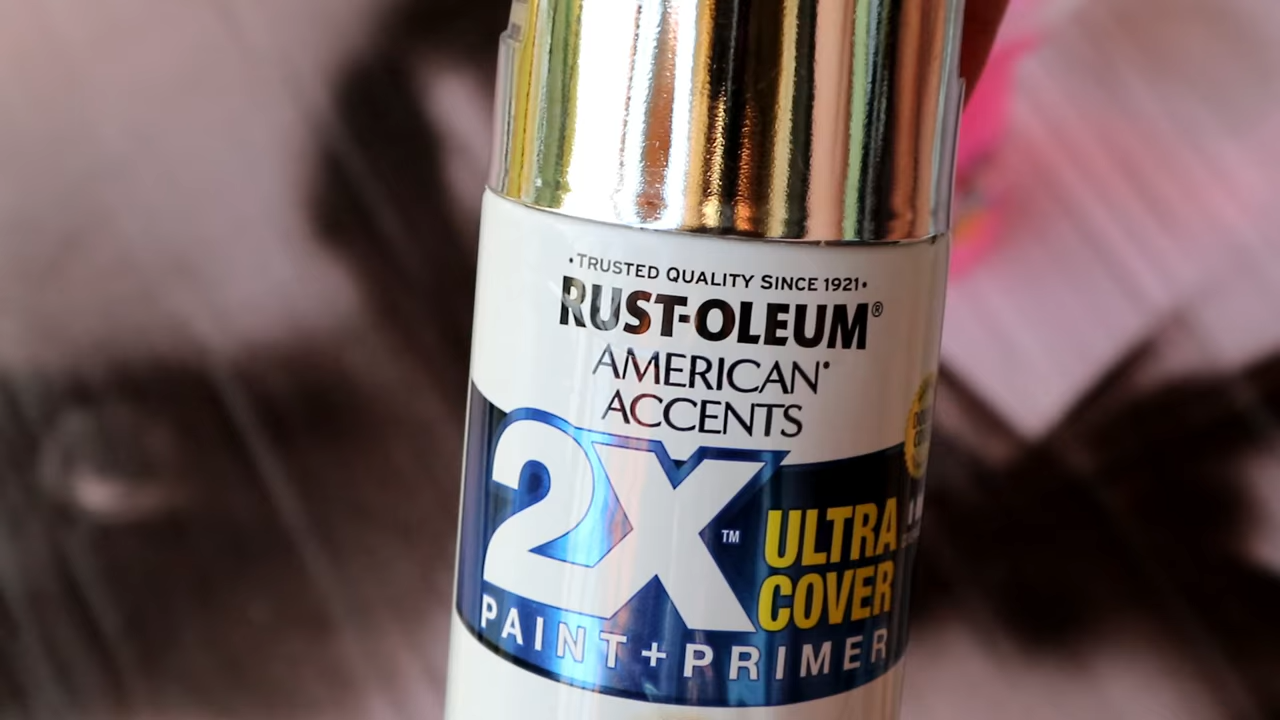 •TRUSTED QUALITY SINCE 1921•
RUST-OLEUM®
AMERICAN
ACCENTS
2X™
ULTRA
COVER
PAINT+PRIMER